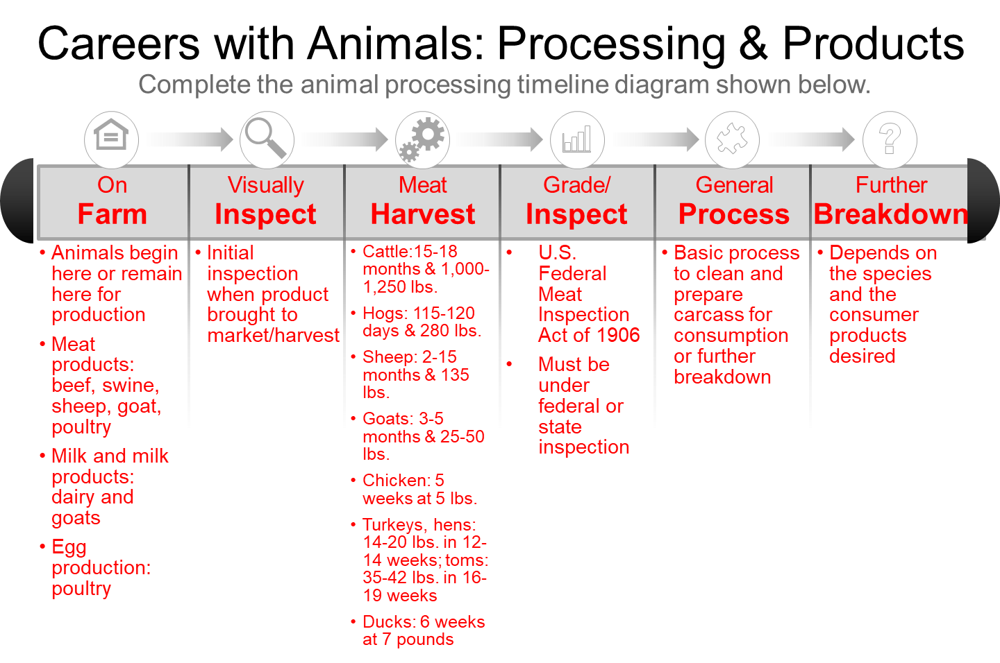 Careers with Animals: Processing & Products
Complete the animal processing timeline diagram shown below.
On
Farm
• Animals begin
here or remain
here for
production
• Meat
products:
beef, swine,
sheep, goat,
poultry
• Milk and milk
products:
dairy and
goats
• Egg
production:
poultry
Visually
Inspect
• Initial
inspection
when product
brought to
market/harvest
Meat
Harvest
• Cattle:15-18
months & 1,000-
1,250 lbs.
• Hogs: 115-120
days & 280 lbs.
• Sheep: 2-15
months & 135
lbs.
• Goats: 3-5
months & 25-50
lbs.
• Chicken: 5
weeks at 5 lbs.
• Turkeys, hens:
14-20 lbs. in 12-
14 weeks; toms:
35-42 lbs. in 16-
19 weeks
• Ducks: 6 weeks
at 7 pounds
Grade/
Inspect
• U.S.
Federal
Meat
Inspection
Act of 1906
• Must be
under
federal or
state
inspection
General
Process
• Basic process
to clean and
prepare
carcass for
consumption
or further
breakdown
?
Further
Breakdown
• Depends on
the species
and the
consumer
products
desired